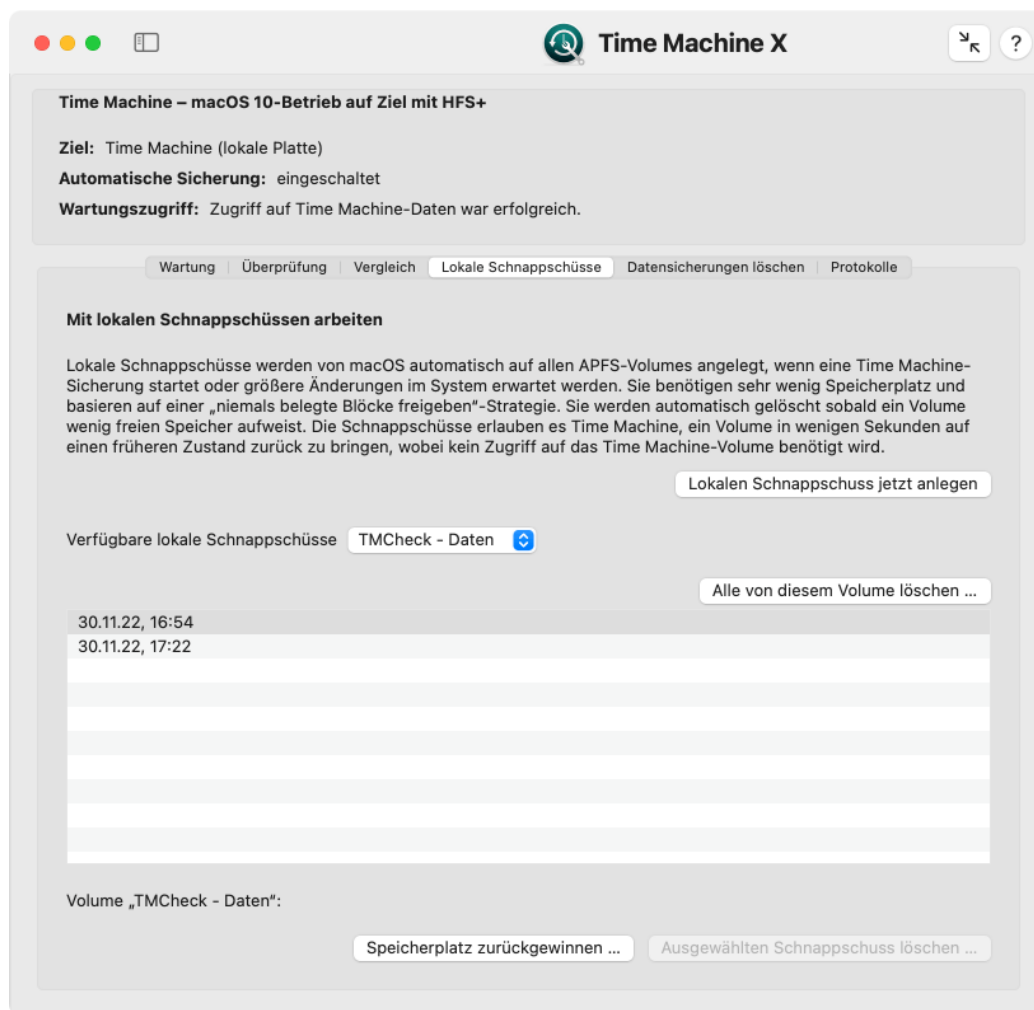 Time Machine X
?
Time Machine – macOS 10-Betrieb auf Ziel mit HFS+
Ziel: Time Machine (lokale Platte)
Automatische Sicherung: eingeschaltet
Wartungszugriff: Zugriff auf Time Machine-Daten war erfolgreich.
Wartung Überprüfung Vergleich Lokale Schnappschüsse Datensicherungen löschen Protokolle
Mit lokalen Schnappschüssen arbeiten
Lokale Schnappschüsse werden von macOS automatisch auf allen APFS-Volumes angelegt, wenn eine Time Machine-
Sicherung startet oder größere Änderungen im System erwartet werden. Sie benötigen sehr wenig Speicherplatz und
basieren auf einer „niemals belegte Blöcke freigeben“-Strategie. Sie werden automatisch gelöscht sobald ein Volume
wenig freien Speicher aufweist. Die Schnappschüsse erlauben es Time Machine, ein Volume in wenigen Sekunden auf
einen früheren Zustand zurück zu bringen, wobei kein Zugriff auf das Time Machine-Volume benötigt wird.
Lokalen Schnappschuss jetzt anlegen
Verfügbare lokale Schnappschüsse TMCheck - Daten
Alle von diesem Volume löschen ...
30.11.22, 16:54
30.11.22, 17:22
Volume „TMCheck - Daten“:
Speicherplatz zurückgewinnen ... Ausgewählten Schnappschuss löschen ...